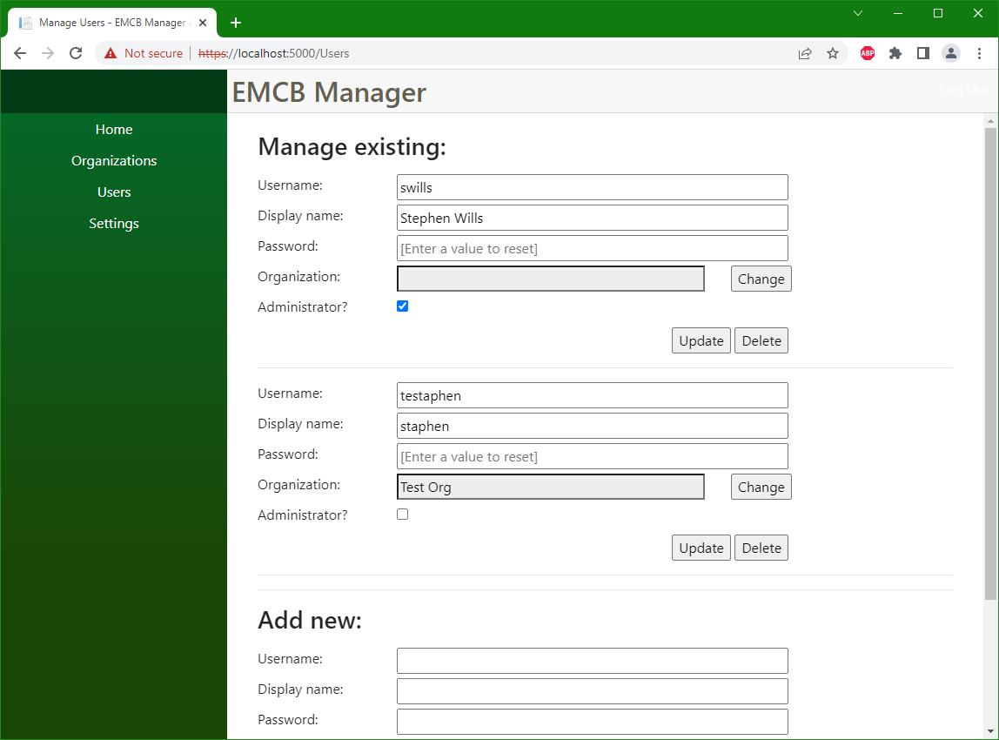 Manage Users - EMCB Manager
Not secure https://localhost:5000/Users
ABP
EMCB Manager
Log Out
Home
Organizations
Users
Settings
Manage existing:
Username: swills
Display name: Stephen Wills
Password: [Enter a value to reset]
Organization: Change
Administrator?
Update Delete
Username: testaphen
Display name: staphen
Password: [Enter a value to reset]
Organization: Test Org Change
Administrator?
Update Delete
Add new:
Username:
Display name:
Password: